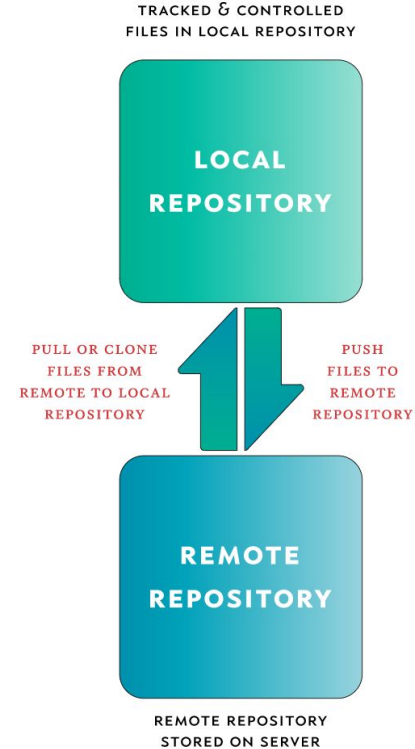 TRACKED & CONTROLLED
FILES IN LOCAL REPOSITORY
LOCAL
REPOSITORY
PULL OR CLONE
FILES FROM
REMOTE TO LOCAL
REPOSITORY
PUSH
FILES TO
REMOTE
REPOSITORY
REMOTE
REPOSITORY
REMOTE REPOSITORY
STORED ON SERVER